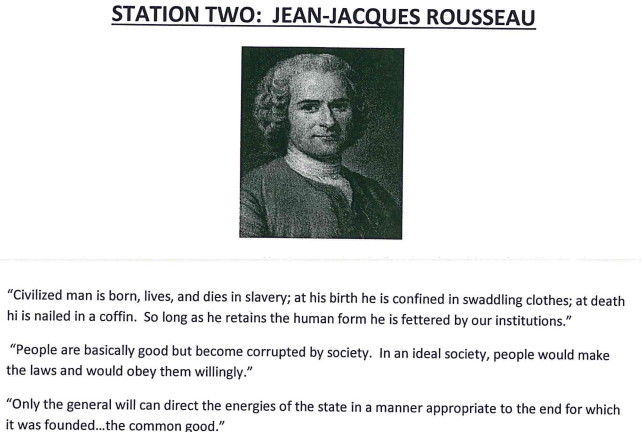 STATION TWO:  JEAN-JACQUES ROUSSEAU
“Civilized man is born, lives, and dies in slavery; at his birth he is confined in swaddling clothes; at death
hi is nailed in a coffin.  So long as he retains the human form he is fettered by our institutions.”
“People are basically good but become corrupted by society.  In an ideal society, people would make
the laws and would obey them willingly.”
“Only the general will can direct the energies of the state in a manner appropriate to the end for which
it was founded...the common good.”